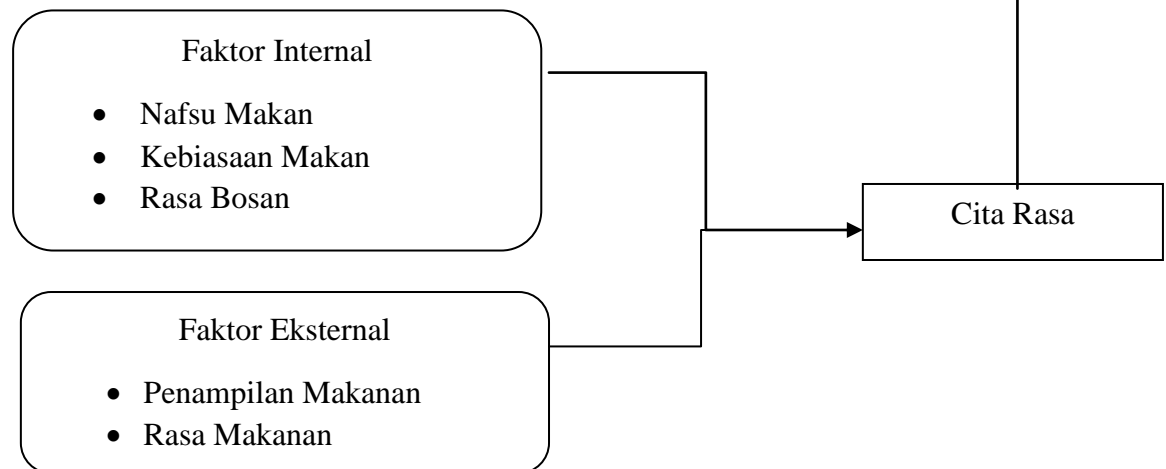 Faktor Internal
• Nafsu Makan
• Kebiasaan Makan
• Rasa Bosan
Cita Rasa
Faktor Eksternal
• Penampilan Makanan
• Rasa Makanan